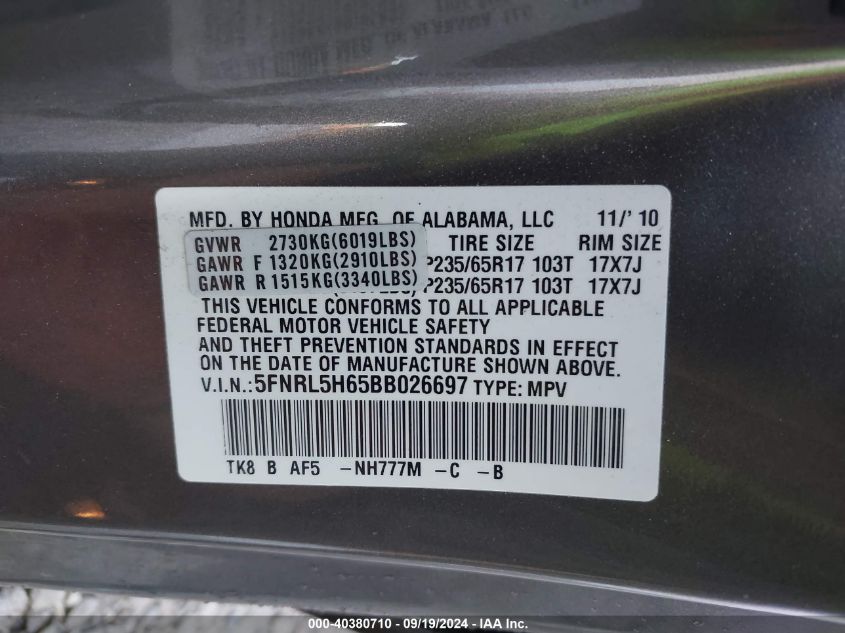 MFD. BY HONDA MFG. OF ALABAMA, LLC 11/'10
GVWR 2730KG(6019LBS) TIRE SIZE RIM SIZE
GAWR F 1320KG(2910LBS) P235/65R17 103T 17X7J
GAWR R 1515KG(3340LBS) P235/65R17 103T 17X7J
THIS VEHICLE CONFORMS TO ALL APPLICABLE
FEDERAL MOTOR VEHICLE SAFETY
AND THEFT PREVENTION STANDARDS IN EFFECT
ON THE DATE OF MANUFACTURE SHOWN ABOVE.
V.I.N.:5FNRL5H65BB026697 TYPE: MPV
TK8 B AF5 -NH777M -C -B
000-40380710 - 09/19/2024 - IAA Inc.